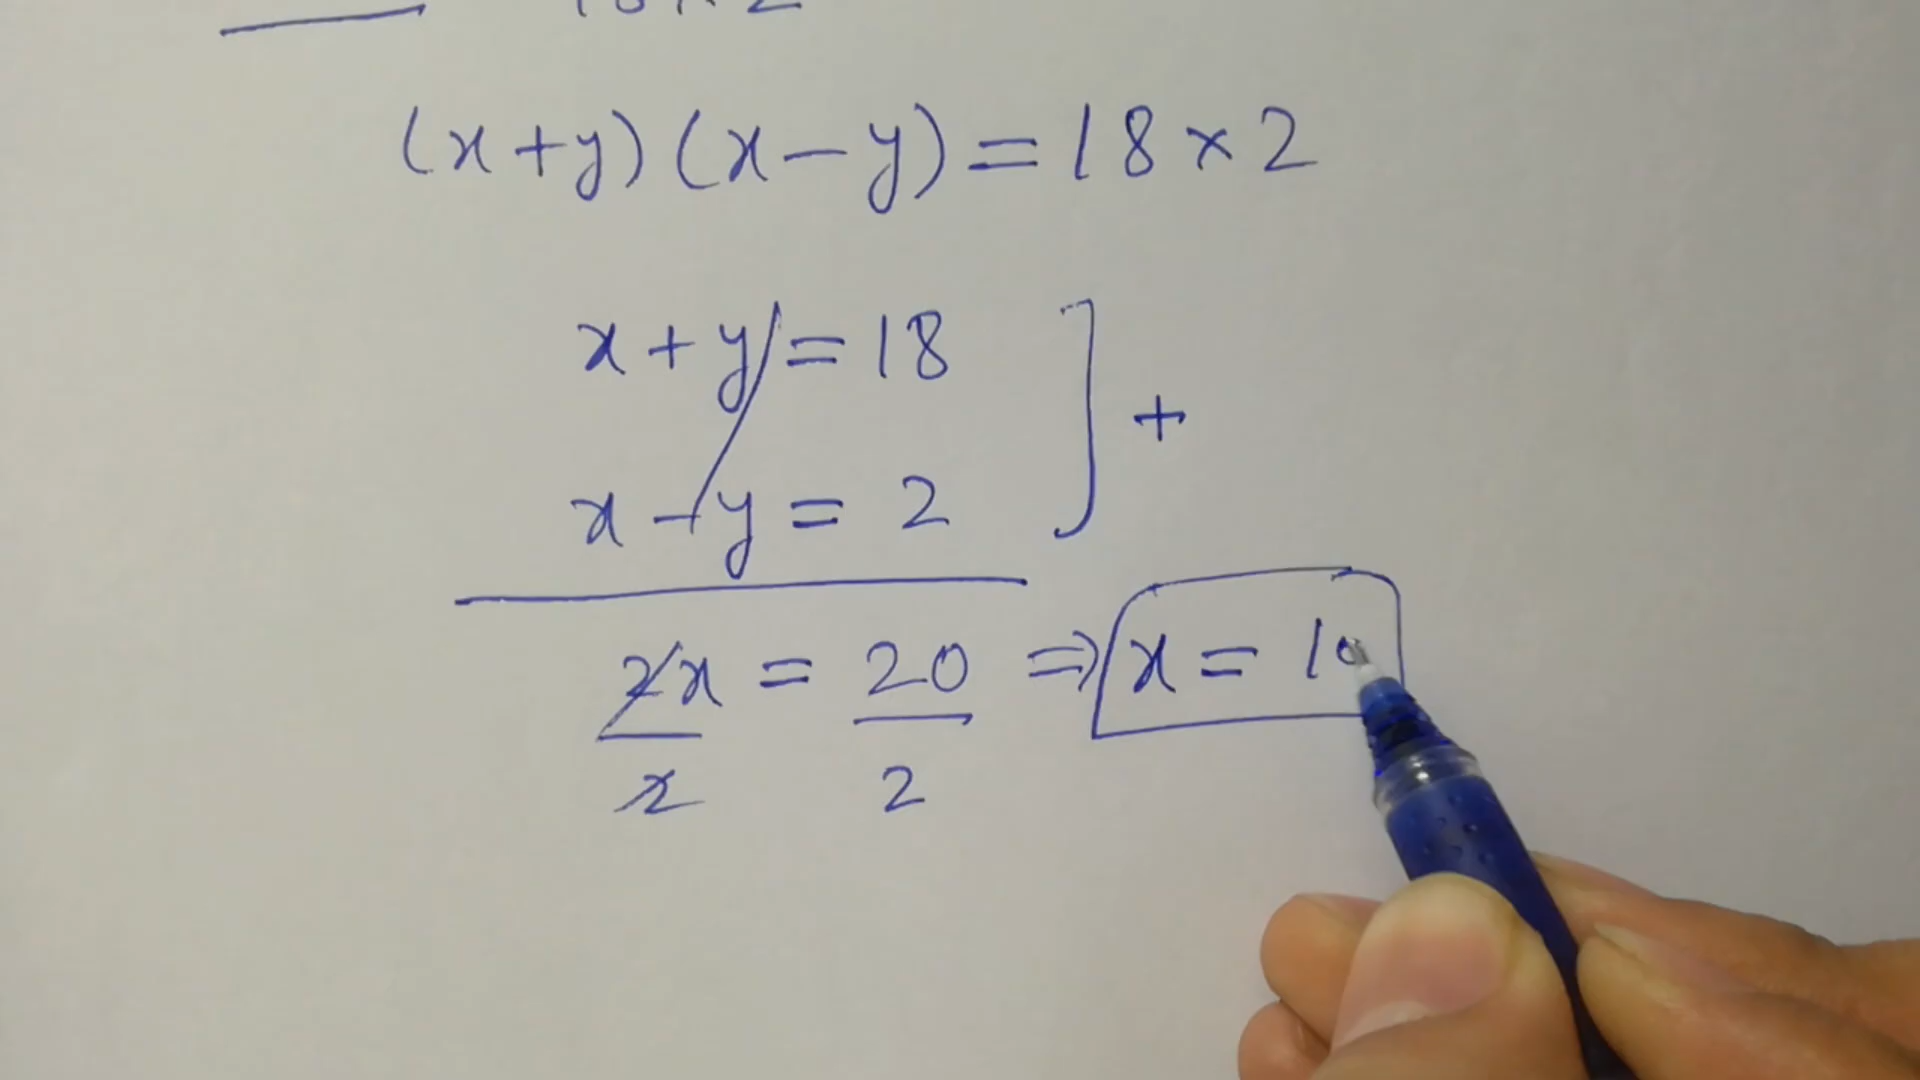 (x+y)(x-y)=18×2
x+y=18
x-y=2
] +
2x/2 = 20/2 ⇒ x = 10